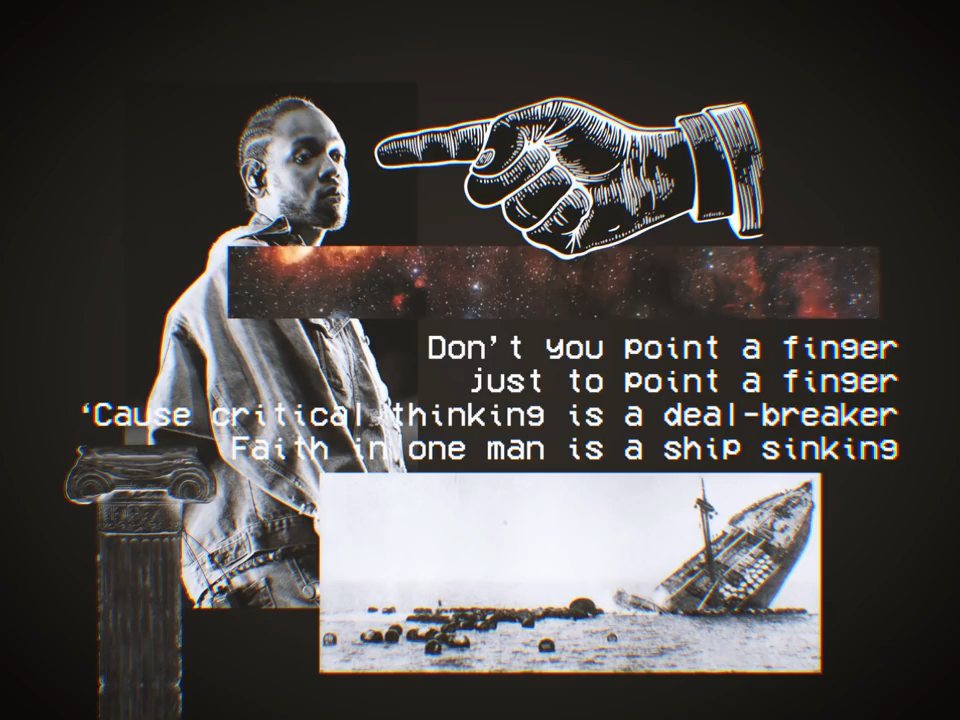 Don't you point a finger
just to point a finger
'Cause critical thinking is a deal-breaker
Faith in one man is a ship sinking